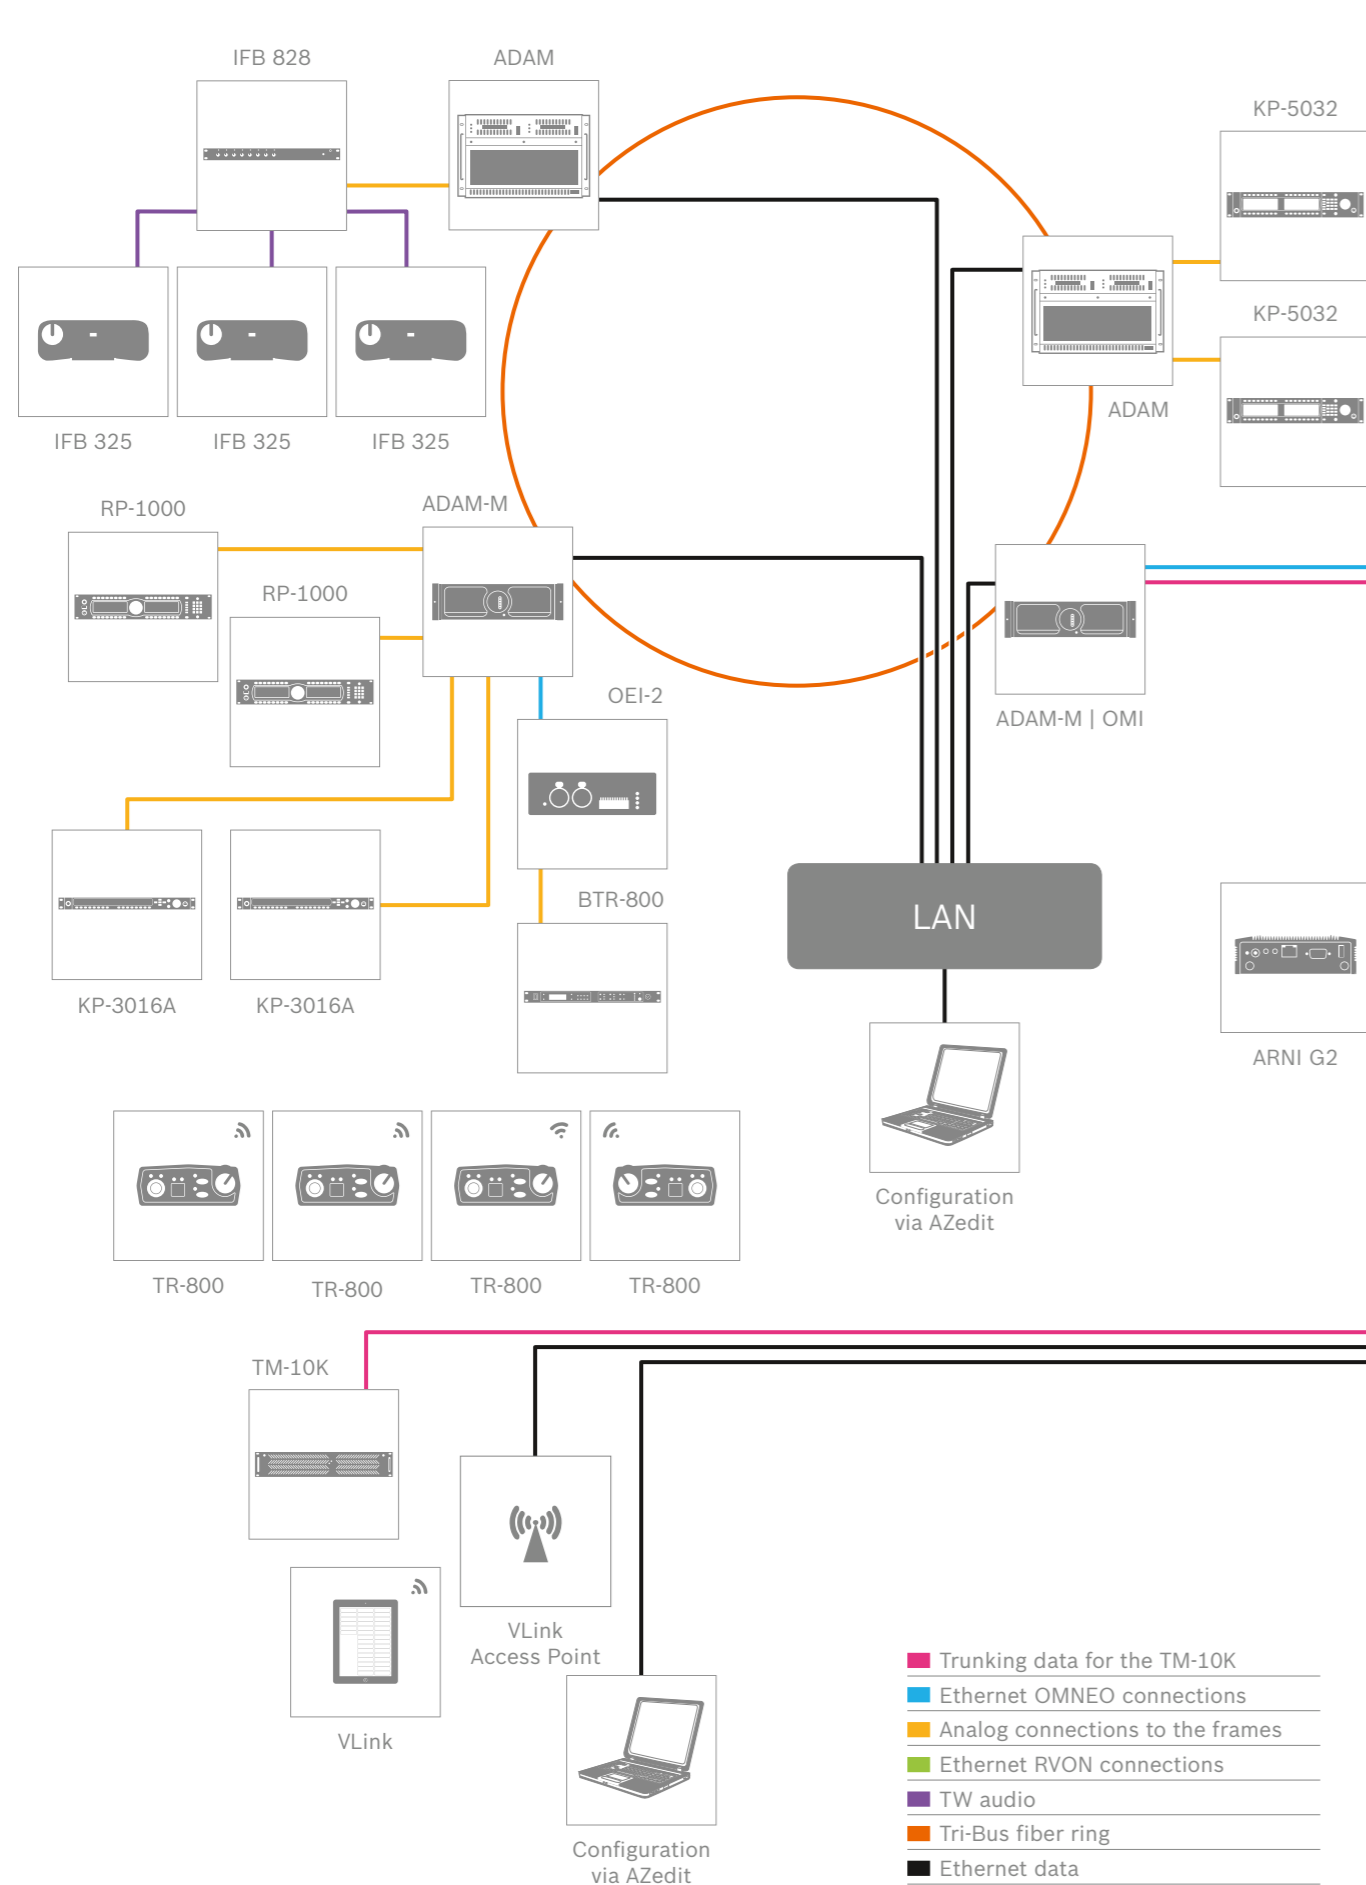 IFB 828
ADAM
KP-5032
KP-5032
ADAM
IFB 325
IFB 325
IFB 325
RP-1000
ADAM-M
RP-1000
OEI-2
ADAM-M | OMI
LAN
BTR-800
KP-3016A
KP-3016A
ARNI G2
Configuration
via AZedit
TR-800
TR-800
TR-800
TR-800
TM-10K
VLink
Access Point
VLink
Configuration
via AZedit
Trunking data for the TM-10K
Ethernet OMNEO connections
Analog connections to the frames
Ethernet RVON connections
TW audio
Tri-Bus fiber ring
Ethernet data